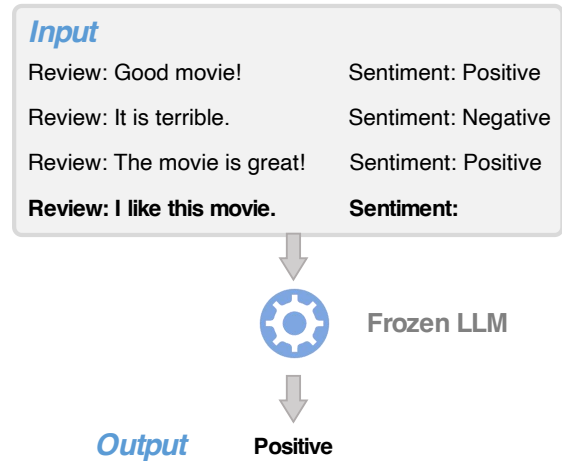 Input
Review: Good movie! Sentiment: Positive
Review: It is terrible. Sentiment: Negative
Review: The movie is great! Sentiment: Positive
Review: I like this movie. Sentiment:
Frozen LLM
Output Positive